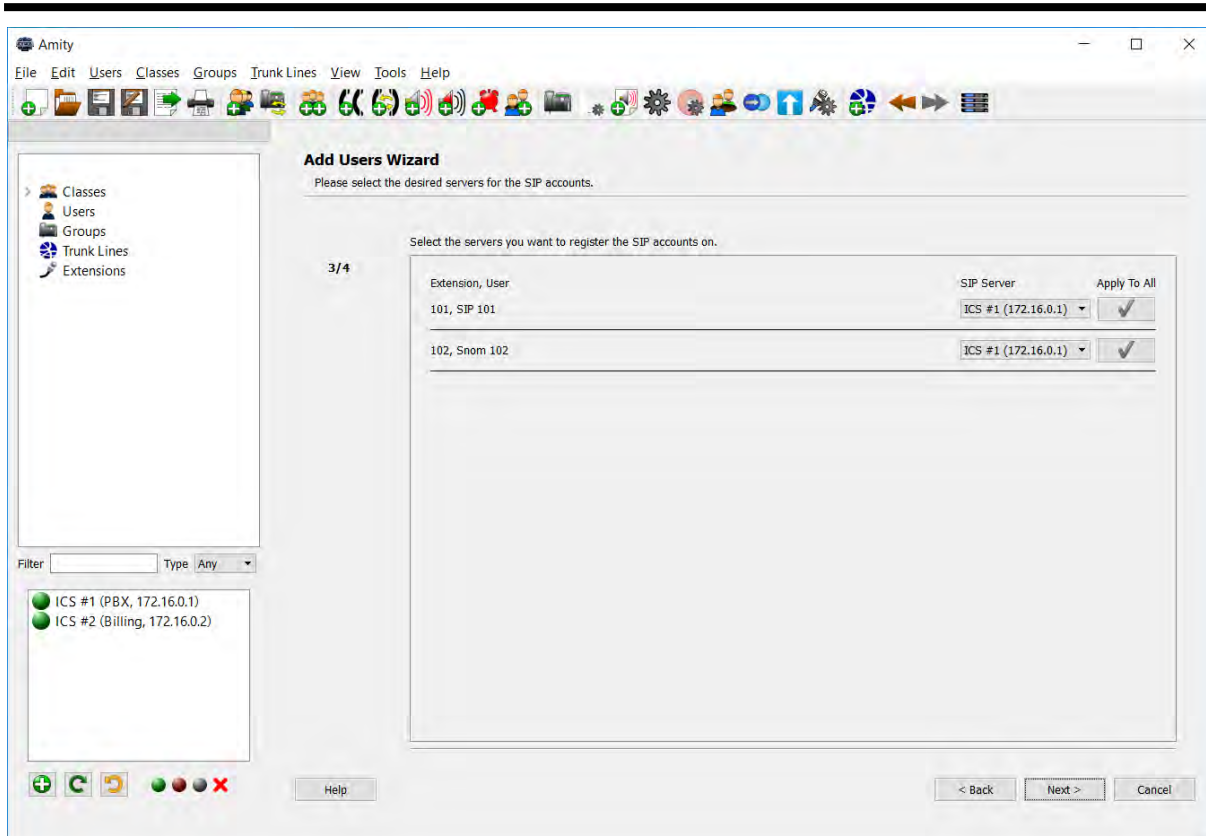 Amity
File Edit Users Classes Groups Trunk Lines View Tools Help
Add Users Wizard
Please select the desired servers for the SIP accounts.
Classes
Users
Groups
Trunk Lines
Extensions
Select the servers you want to register the SIP accounts on.
3/4
Extension, User SIP Server Apply To All
101, SIP 101 ICS #1 (172.16.0.1)
102, Snom 102 ICS #1 (172.16.0.1)
Filter Type Any
ICS #1 (PBX, 172.16.0.1)
ICS #2 (Billing, 172.16.0.2)
Help < Back Next > Cancel